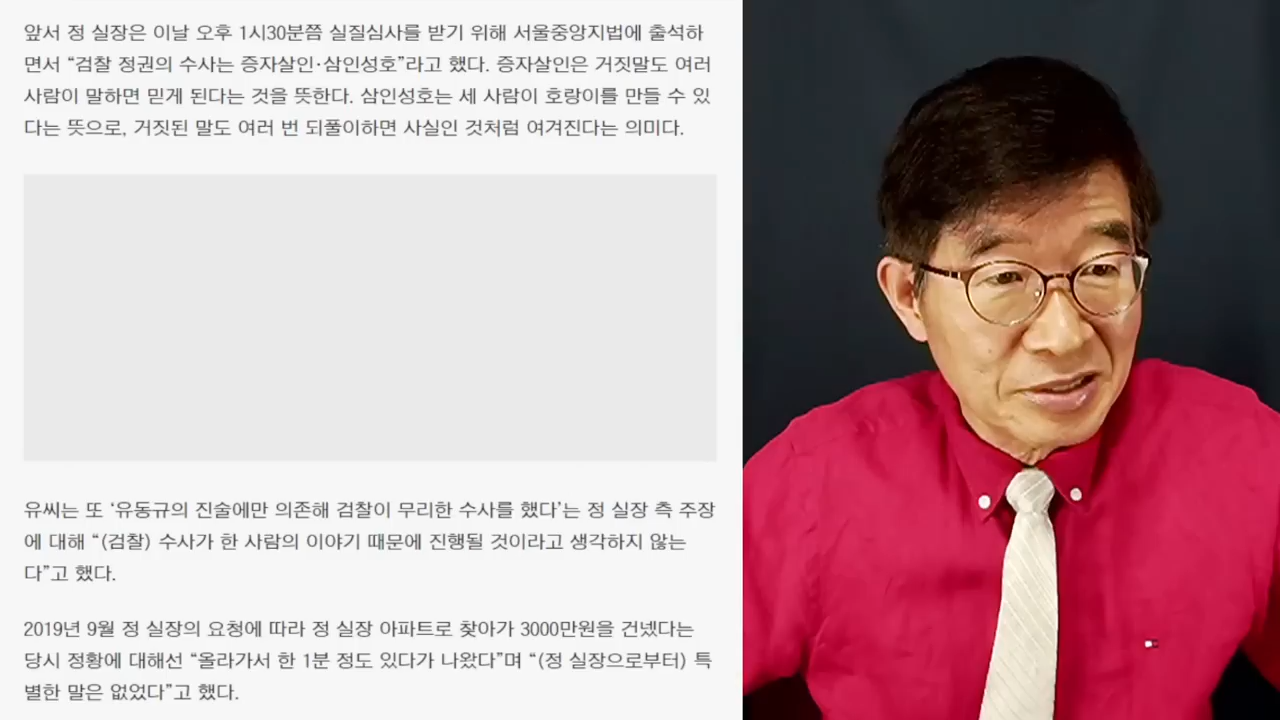 앞서 정 실장은 이날 오후 1시30분쯤 실질심사를 받기 위해 서울중앙지법에 출석하
면서 “검찰 정권의 수사는 증자살인·삼인성호”라고 했다. 증자살인은 거짓말도 여러
사람이 말하면 믿게 된다는 것을 뜻한다. 삼인성호는 세 사람이 호랑이를 만들 수 있
다는 뜻으로, 거짓된 말도 여러 번 되풀이하면 사실인 것처럼 여겨진다는 의미다.
유씨는 또 ‘유동규의 진술에만 의존해 검찰이 무리한 수사를 했다’는 정 실장 측 주장
에 대해 “(검찰) 수사가 한 사람의 이야기 때문에 진행될 것이라고 생각하지 않는
다”고 했다.
2019년 9월 정 실장의 요청에 따라 정 실장 아파트로 찾아가 3000만원을 건넸다는
당시 정황에 대해선 “올라가서 한 1분 정도 있다가 나왔다”며 “(정 실장으로부터) 특
별한 말은 없었다”고 했다.